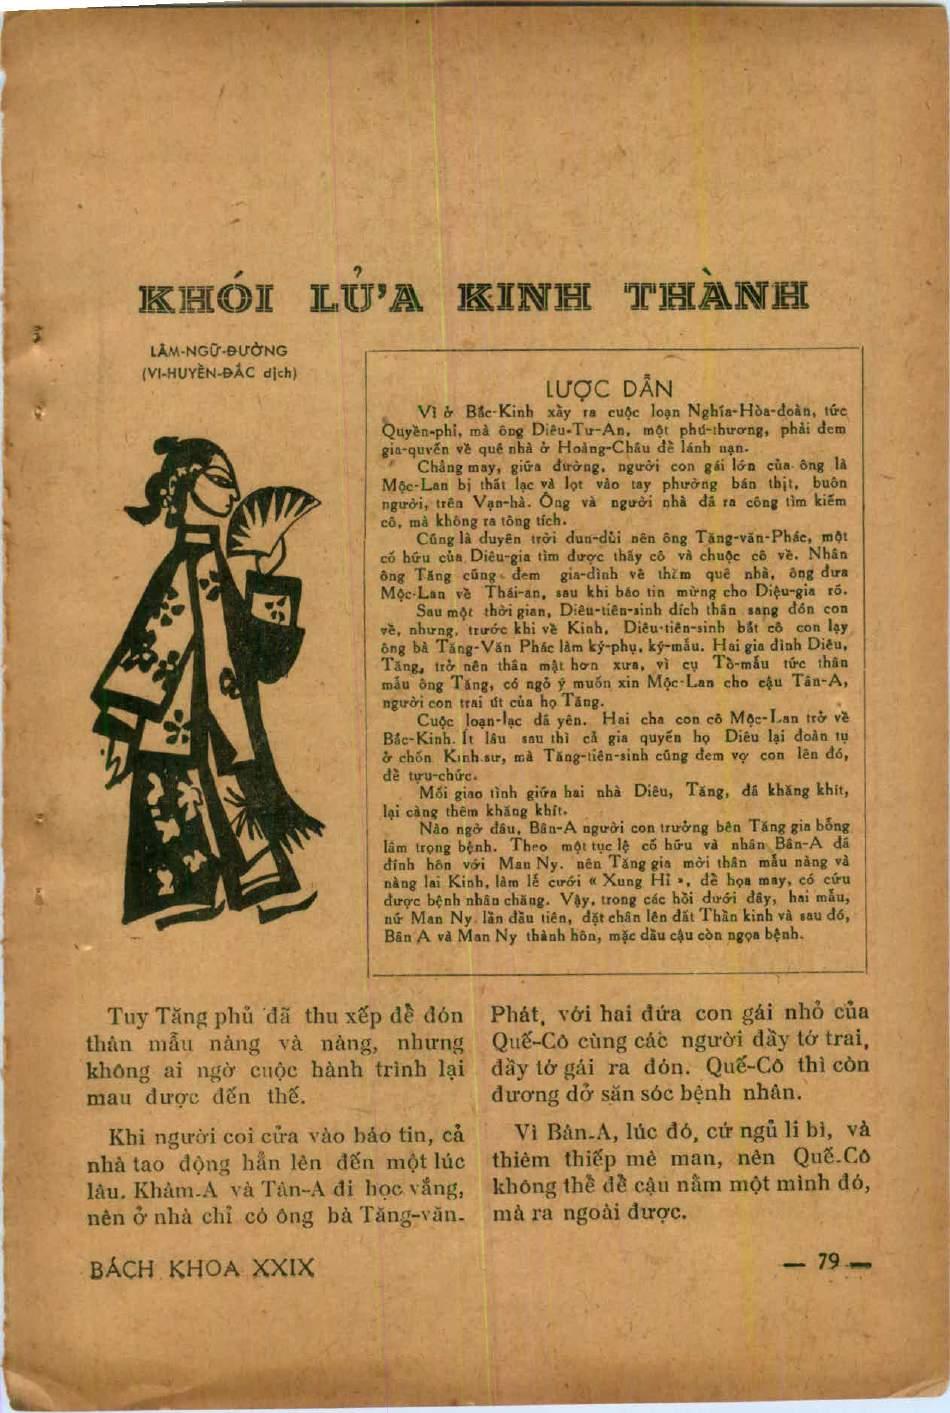 KHÓI LỬA KINH THÀNH
LÂM-NGỮ-ĐƯỜNG
(VI-HUYỀN-ĐẮC dịch)
LƯỢC DẪN
Vì ở Bắc-Kinh xẩy ra cuộc loạn Nghĩa-Hòa-đoàn, tức
Quyền-phỉ, mà ông Diêu-Tư-An, một phú-thương, phải đem
gia-quyến về quê nhà ở Hoàng-Châu để lánh nạn.
Chẳng may, giữa đường, người con gái lớn của ông là
Mộc-Lan bị thất lạc và lọt vào tay phường bán thịt, buôn
người, trên Vạn-hà. Ông và người nhà đã ra công tìm kiếm
cô, mà không ra tông tích.
Cũng là duyên trời đun-dủi nên ông Tăng-văn-Phác, một
cố hữu của Diêu-gia tìm được thấy cô và chuộc cô về. Nhân
ông Tăng cũng đem gia-đình về thăm quê nhà, ông đưa
Mộc-Lan về Thái-an, sau khi báo tin mừng cho Diệu-gia rõ.
Sau một thời gian, Diêu-tiên-sinh đích thân sang đón con
về, nhưng, trước khi về Kinh, Diêu-tiên-sinh bắt cô con lạy
ông bà Tăng-Văn Phác làm ký-phụ, ký-mẫu. Hai gia đình Diêu,
Tăng, trở nên thân mật hơn xưa, vì cụ Tổ-mẫu tức thân
mẫu ông Tăng, có ngỏ ý muốn xin Mộc-Lan cho cậu Tân-A,
người con trai út của họ Tăng.
Cuộc loạn-lạc đã yên. Hai cha con cô Mộc-Lan trở về
Bắc-Kinh. Ít lâu sau thì cả gia quyến họ Diêu lại đoàn tụ
ở chốn Kinh sư, mà Tăng-tiên-sinh cũng đem vợ con lên đó,
để tựu-chức.
Mối giao tình giữa hai nhà Diêu, Tăng, đã khăng khít,
lại càng thêm khăng khít.
Nào ngờ đâu, Bân-A người con trưởng bên Tăng gia bỗng
lâm trọng bệnh. Theo một tục lệ cố hữu và nhân Bân-A đã
đính hôn với Man Ny. nên Tăng gia mời thân mẫu nàng và
nàng lai Kinh, làm lễ cưới « Xung Hỉ », để họa may, có cứu
được bệnh nhân chăng. Vậy, trong các hồi dưới đây, hai mẫu,
nữ Man Ny lần đầu tiên, đặt chân lên đất Thần kinh và sau đó,
Bân A và Man Ny thành hôn, mặc dầu cậu còn ngọa bệnh.
Tuy Tăng phủ đã thu xếp để đón
thân mẫu nàng và nàng, nhưng
không ai ngờ cuộc hành trình lại
mau được đến thế.
Khi người coi cửa vào báo tin, cả
nhà tao động hẳn lên đến một lúc
lâu. Khâm-A và Tân-A đi học vắng,
nên ở nhà chỉ có ông bà Tăng-văn-
Phát, với hai đứa con gái nhỏ của
Quế-Cô cùng các người đầy tớ trai,
đầy tớ gái ra đón. Quế-Cô thì còn
đương dở săn sóc bệnh nhân.
Vì Bân-A, lúc đó, cứ ngủ li bì, và
thiêm thiếp mê man, nên Quế-Cô
không thể để cậu nằm một mình đó,
mà ra ngoài được.
BÁCH KHOA XXIX
— 79 —